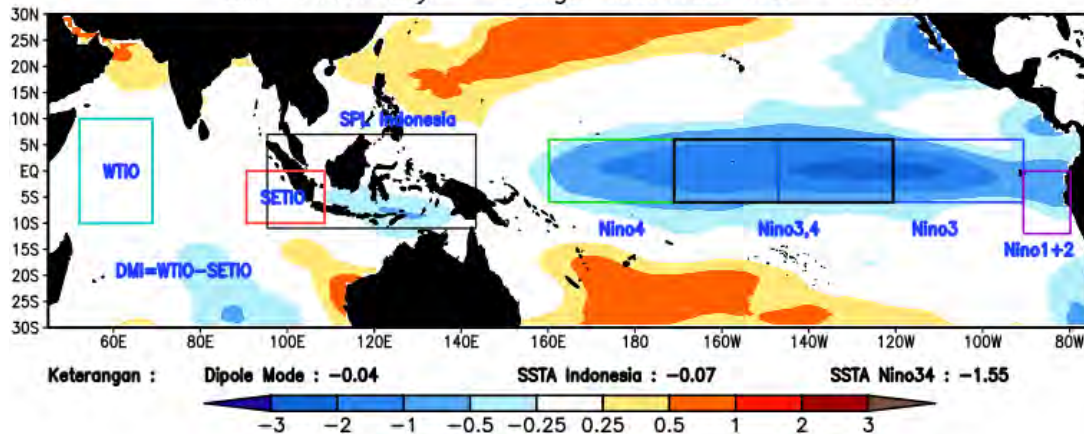 30N
25N
20N
15N
10N
5N
EQ
5S
10S
15S
20S
25S
30S
WTIO
SPL Indonesia
SETIO
Nino4
Nino3,4
Nino3
Nino1+2
DMI=WTIO-SETIO
60E 80E 100E 120E 140E 160E 180 160W 140W 120W 100W 80W
Keterangan : Dipole Mode : -0.04 SSTA Indonesia : -0.07 SSTA Nino34 : -1.55
-3 -2 -1 -0.5 -0.25 0.25 0.5 1 2 3